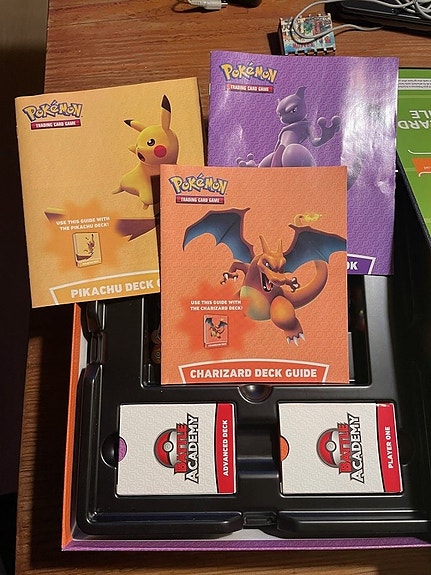 Pokémon
TRADING CARD GAME
USE THIS GUIDE WITH
THE PIKACHU DECK!
PIKACHU DECK G
Pokémon
TRADING CARD GAME
OK
Pokémon
TRADING CARD GAME
USE THIS GUIDE WITH
THE CHARIZARD DECK!
CHARIZARD DECK GUIDE
BATTLE
ACADEMY
ADVANCED DECK
BATTLE
ACADEMY
PLAYER ONE